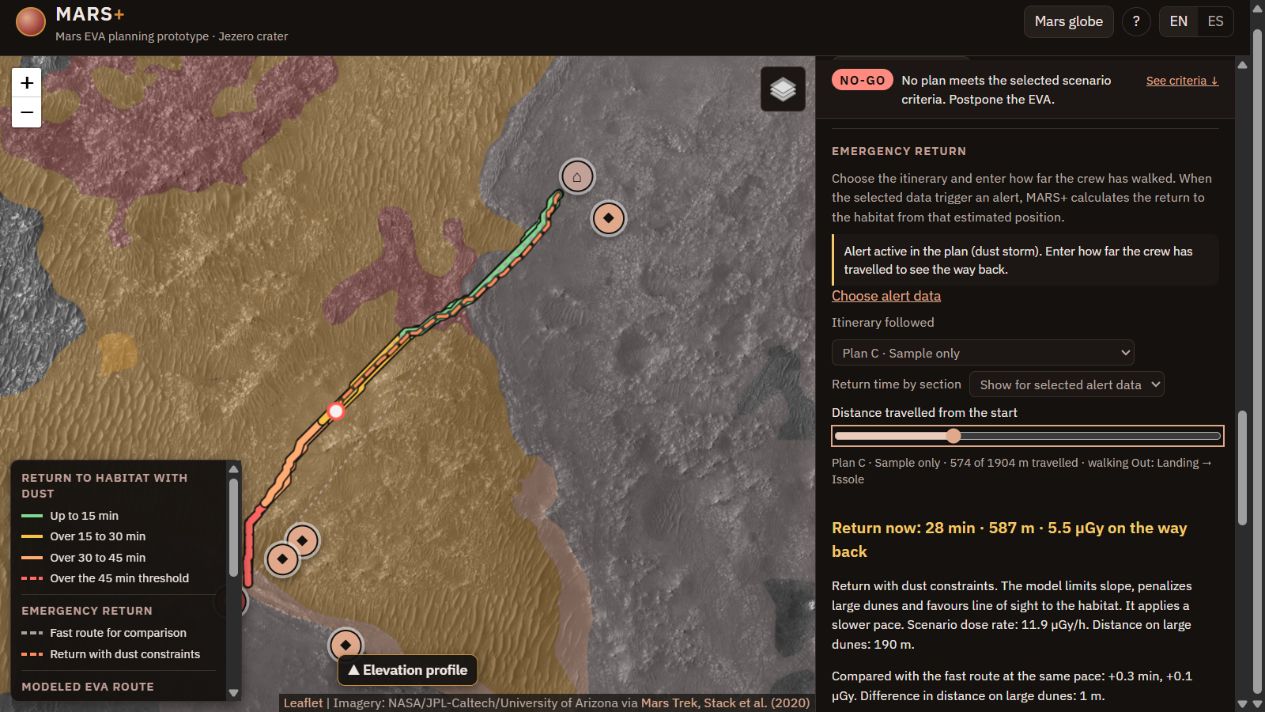 MARS+
Mars EVA planning prototype · Jezero crater
Mars globe
?
EN
ES
+
−
NO-GO
No plan meets the selected scenario
criteria. Postpone the EVA.
See criteria ↓
EMERGENCY RETURN
Choose the itinerary and enter how far the crew has walked. When
the selected data trigger an alert, MARS+ calculates the return to
the habitat from that estimated position.
Alert active in the plan (dust storm). Enter how far the crew has
travelled to see the way back.
Choose alert data
Itinerary followed
Plan C · Sample only
Return time by section
Show for selected alert data
Distance travelled from the start
Plan C · Sample only · 574 of 1904 m travelled · walking Out: Landing →
Issole
Return now: 28 min · 587 m · 5.5 µGy on the way
back
Return with dust constraints. The model limits slope, penalizes
large dunes and favours line of sight to the habitat. It applies a
slower pace. Scenario dose rate: 11.9 µGy/h. Distance on large
dunes: 190 m.
Compared with the fast route at the same pace: +0.3 min, +0.1
µGy. Difference in distance on large dunes: 1 m.
RETURN TO HABITAT WITH
DUST
Up to 15 min
Over 15 to 30 min
Over 30 to 45 min
Over the 45 min threshold
EMERGENCY RETURN
Fast route for comparison
Return with dust constraints
MODELED EVA ROUTE
▲ Elevation profile
Leaflet | Imagery: NASA/JPL-Caltech/University of Arizona via Mars Trek, Stack et al. (2020)